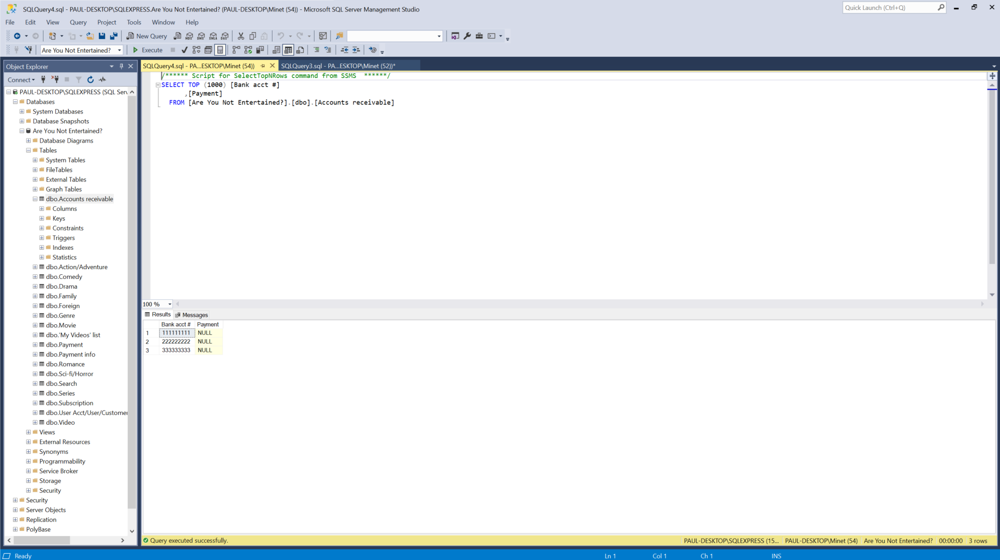 SQLQuery4.sql - PAUL-DESKTOP\SQLEXPRESS.Are You Not Entertained? (PAUL-DESKTOP\Minet (54)) - Microsoft SQL Server Management Studio
Quick Launch (Ctrl+Q)
File Edit View Query Project Tools Window Help
New Query MDX DMX XMLA DAX
Are You Not Entertained? Execute
Object Explorer
SQLQuery4.sql - PA...ESKTOP\Minet (54)) SQLQuery3.sql - PA...ESKTOP\Minet (52))*
Connect
PAUL-DESKTOP\SQLEXPRESS (SQL Serv
Databases
System Databases
Database Snapshots
Are You Not Entertained?
Database Diagrams
Tables
System Tables
FileTables
External Tables
Graph Tables
dbo.Accounts receivable
Columns
Keys
Constraints
Triggers
Indexes
Statistics
dbo.Action/Adventure
dbo.Comedy
dbo.Drama
dbo.Family
dbo.Foreign
dbo.Genre
dbo.Movie
dbo.'My Videos' list
dbo.Payment
dbo.Payment info
dbo.Romance
dbo.Sci-fi/Horror
dbo.Search
dbo.Series
dbo.Subscription
dbo.User Acct/User/Customer
dbo.Video
Views
External Resources
Synonyms
Programmability
Service Broker
Storage
Security
Security
Server Objects
Replication
PolyBase
/****** Script for SelectTopNRows command from SSMS  ******/
SELECT TOP (1000) [Bank acct #]
,[Payment]
FROM [Are You Not Entertained?].[dbo].[Accounts receivable]
100 %
Results Messages
Bank acct # Payment
1 111111111 NULL
2 222222222 NULL
3 333333333 NULL
Query executed successfully. PAUL-DESKTOP\SQLEXPRESS (15... PAUL-DESKTOP\Minet (54) Are You Not Entertained? 00:00:00 3 rows
Ready Ln 1 Col 1 Ch 1 INS